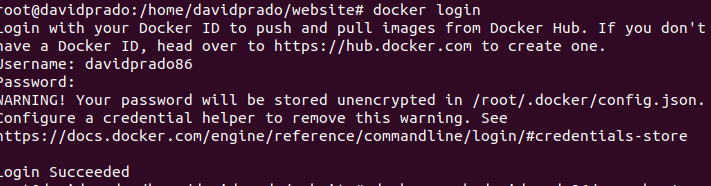 root@davidprado:/home/davidprado/website# docker login
Login with your Docker ID to push and pull images from Docker Hub. If you don't
have a Docker ID, head over to https://hub.docker.com to create one.
Username: davidprado86
Password:
WARNING! Your password will be stored unencrypted in /root/.docker/config.json.
Configure a credential helper to remove this warning. See
https://docs.docker.com/engine/reference/commandline/login/#credentials-store
Login Succeeded